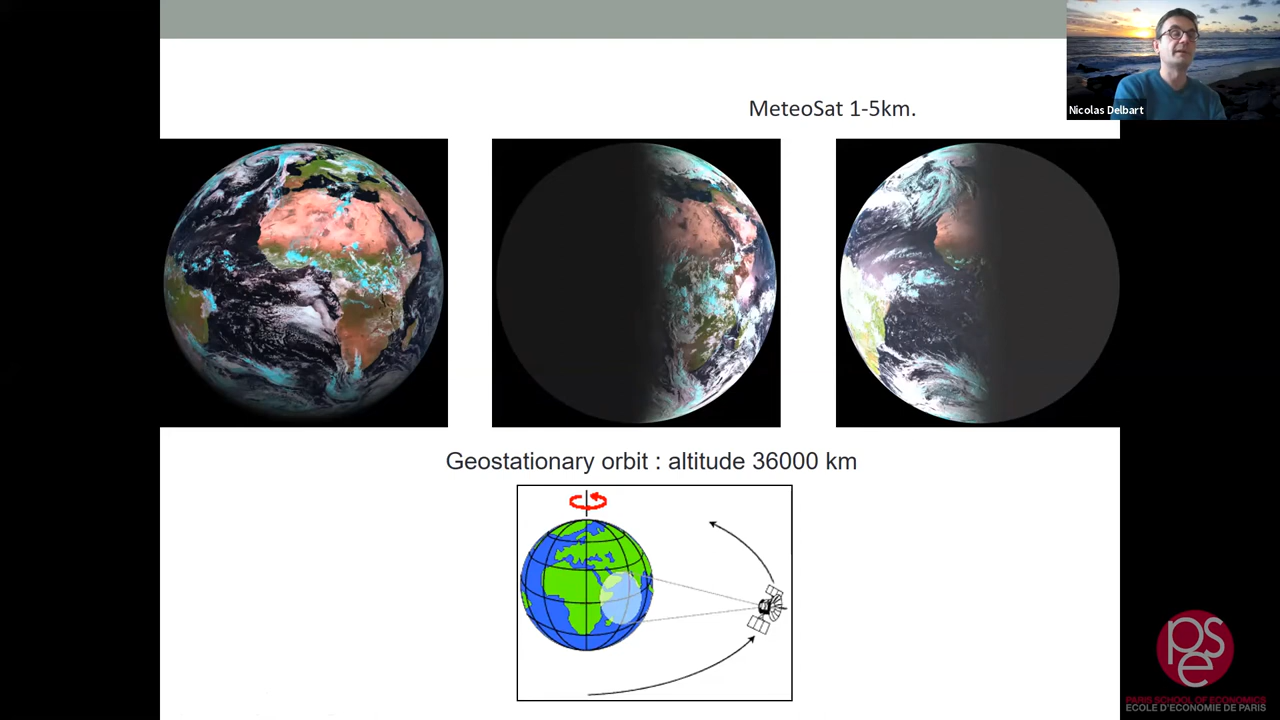 MeteoSat 1-5km.
Nicolas Delbart
Geostationary orbit : altitude 36000 km
pse
PARIS SCHOOL OF ECONOMICS
ECOLE D'ECONOMIE DE PARIS